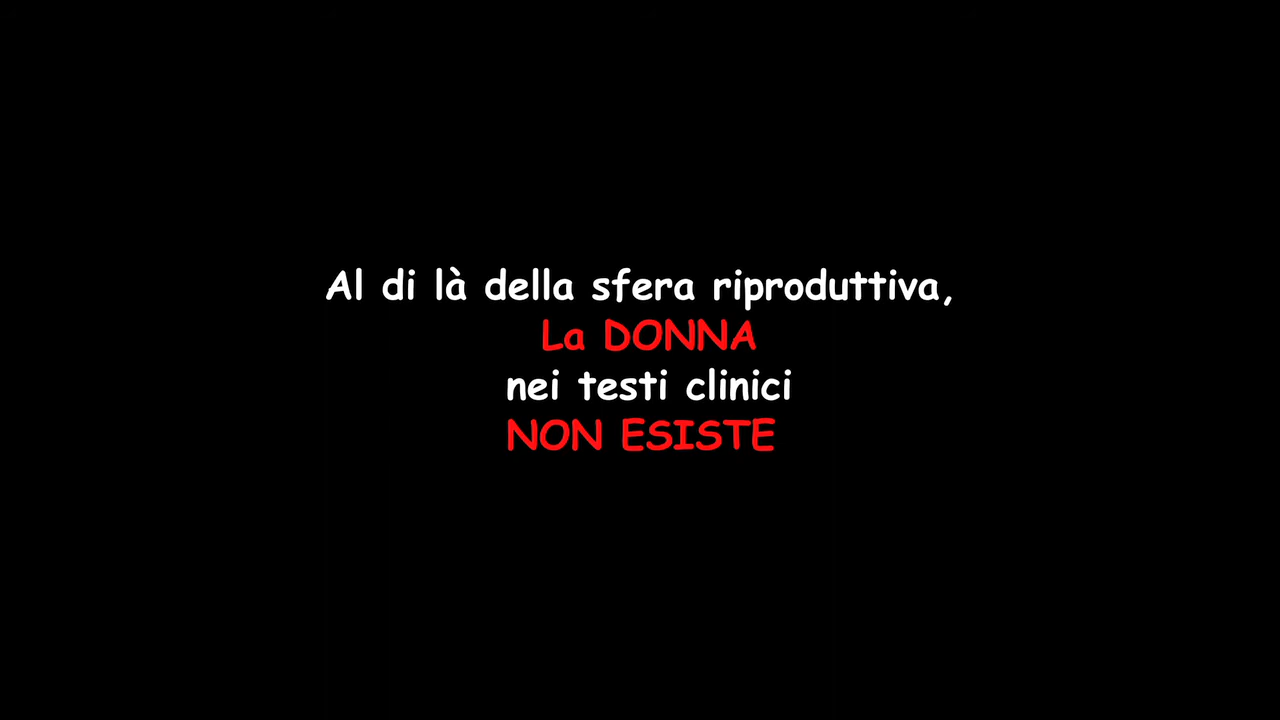 Al di là della sfera riproduttiva,
La DONNA
nei testi clinici
NON ESISTE